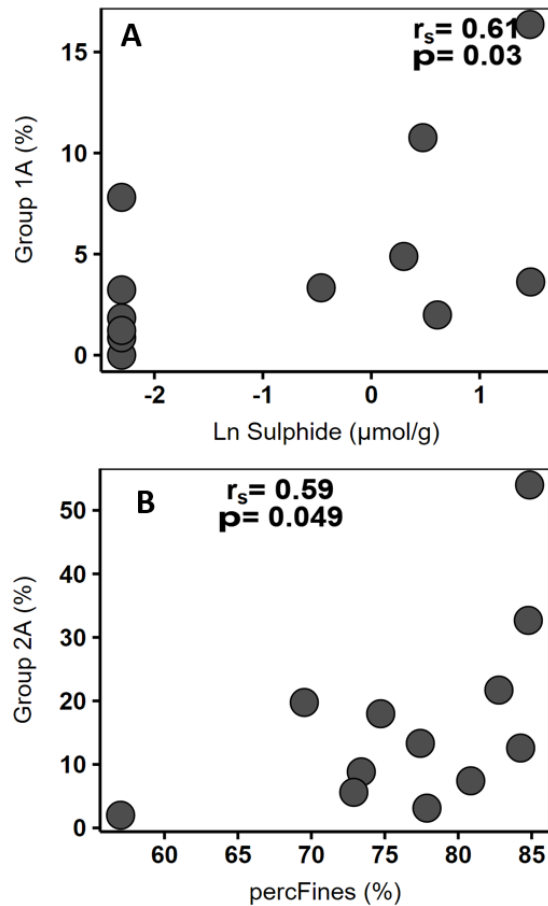 A
rₛ= 0.61
p= 0.03
15
10
5
0
Group 1A (%)
-2 -1 0 1
Ln Sulphide (µmol/g)
B
rₛ= 0.59
p= 0.049
50
40
30
20
10
0
Group 2A (%)
60 65 70 75 80 85
percFines (%)